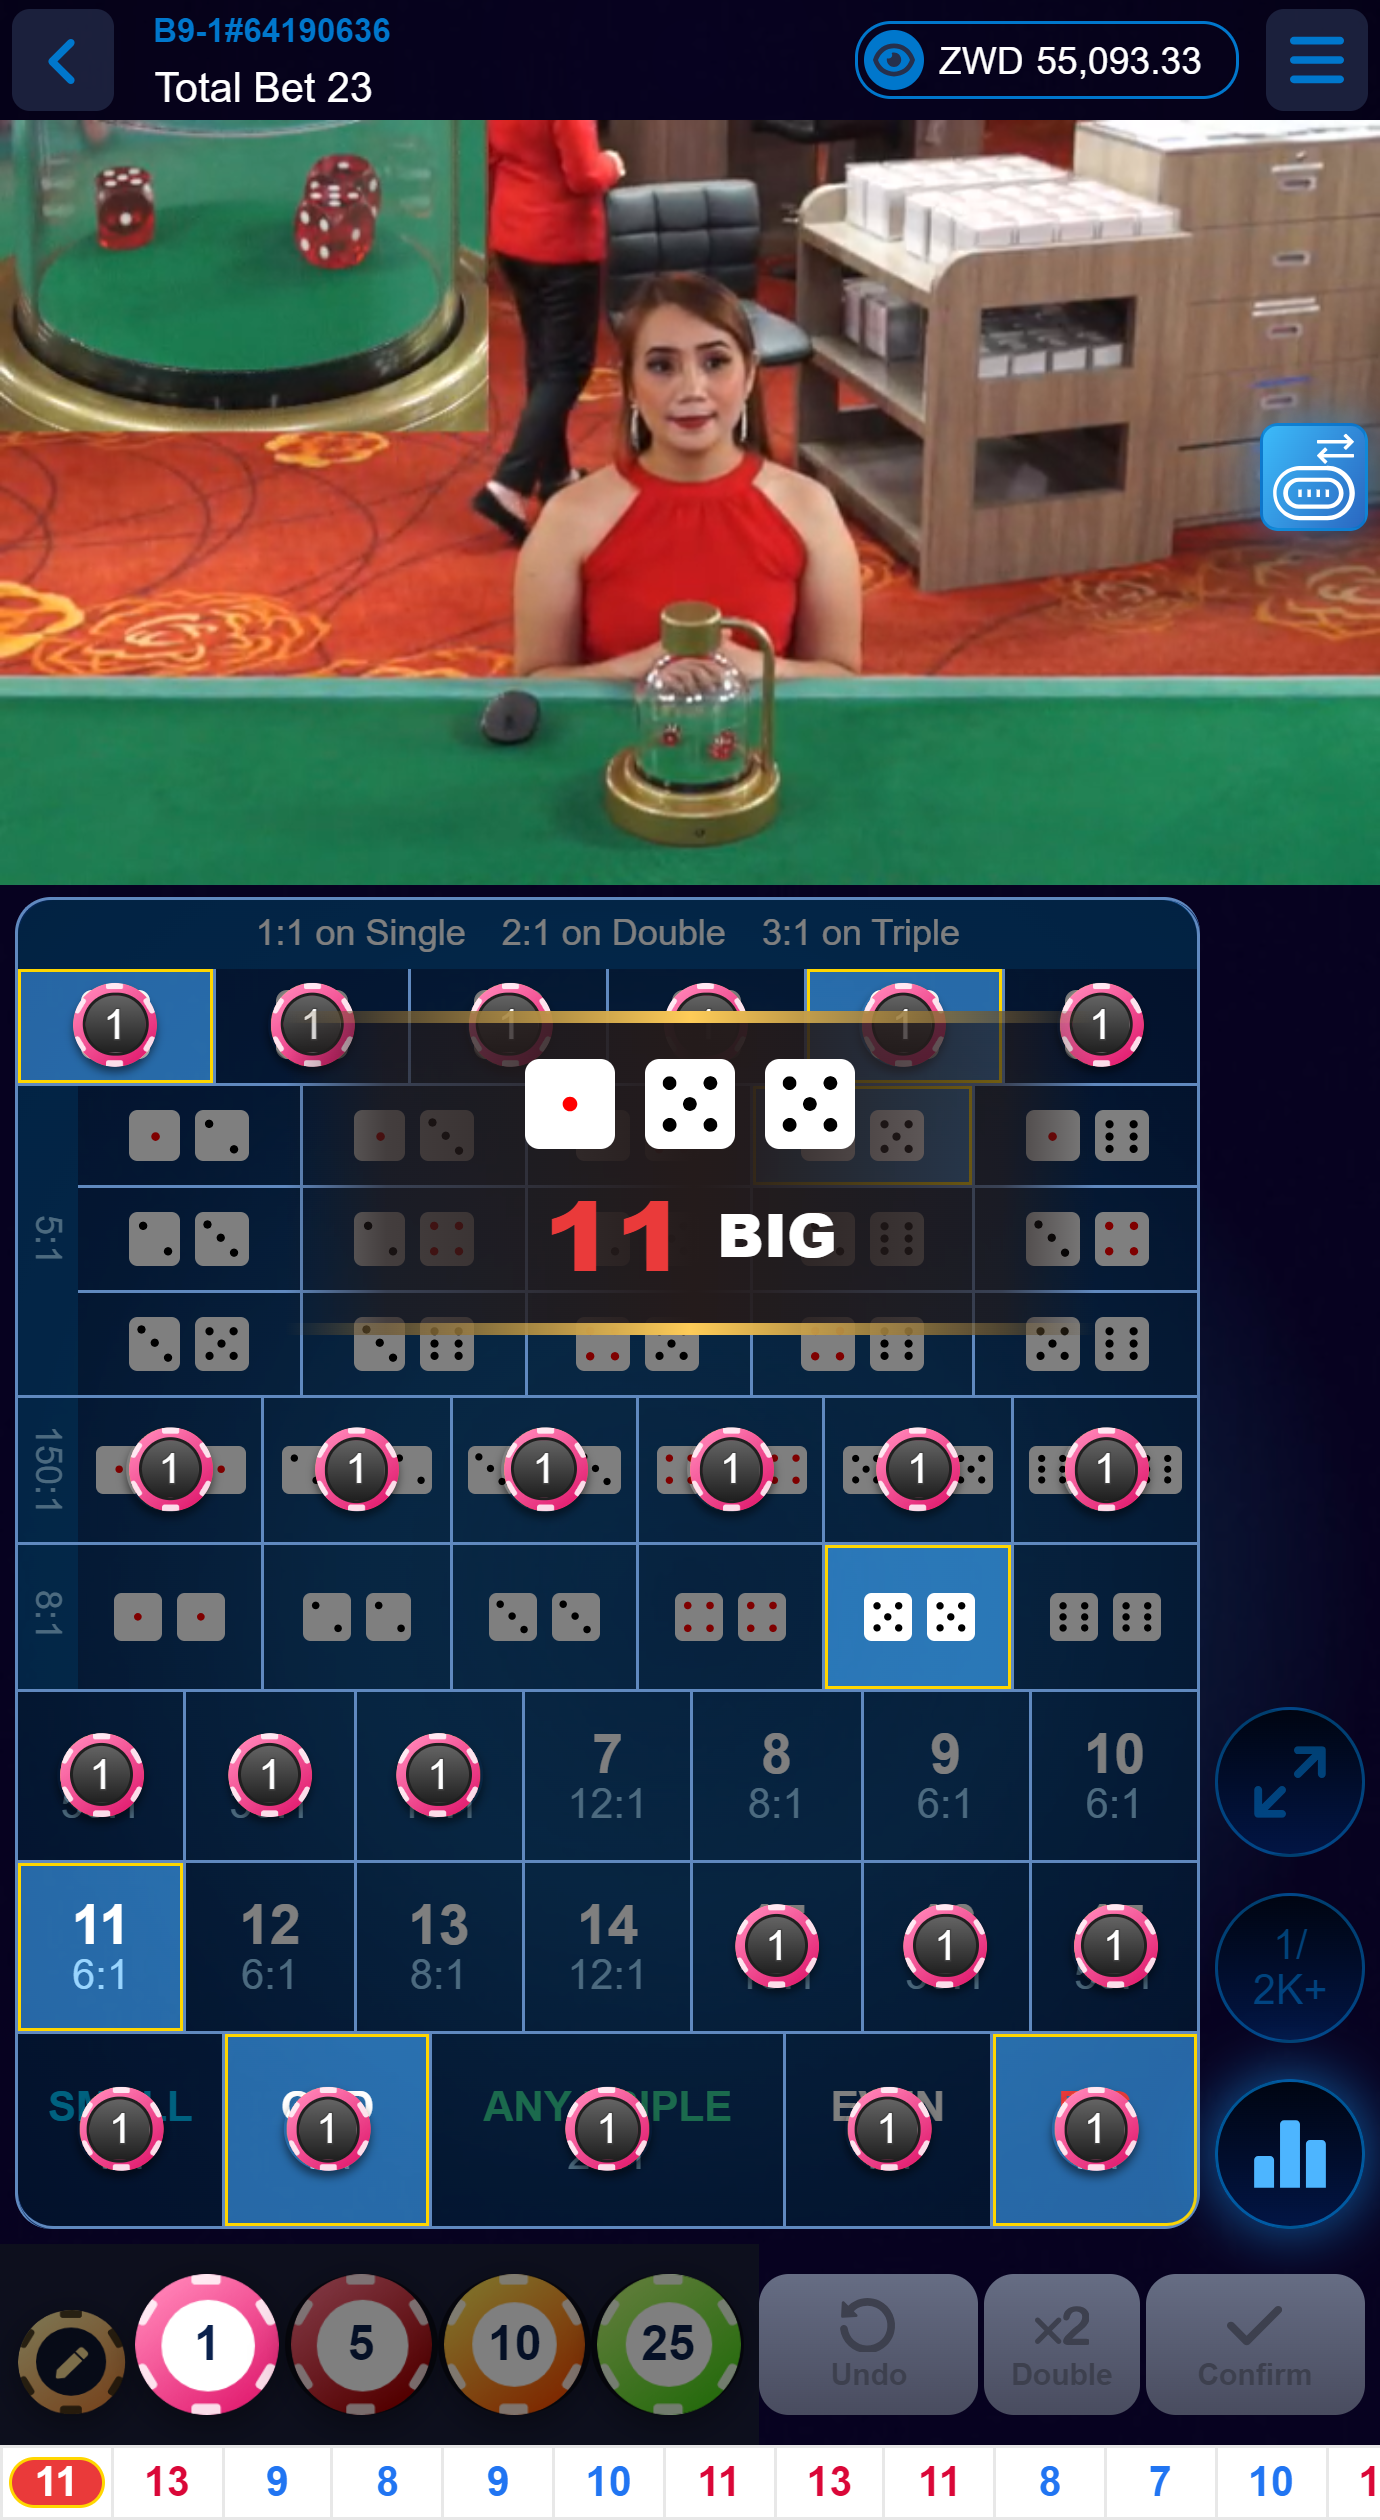 B9-1#64190636
Total Bet 23
ZWD 55,093.33
1:1 on Single 2:1 on Double 3:1 on Triple
1 1 1 1 1 1
11 BIG
5:1
150:1
1 1 1 1 1 1
8:1
1 1 1 7 8 9 10
12:1 8:1 6:1 6:1
11 12 13 14 1 1 1
6:1 6:1 8:1 12:1
ANY
1 1 1 1 1
1/
2K+
1 5 10 25
Undo
x2
Double
Confirm
11 13 9 8 9 10 11 13 11 8 7 10